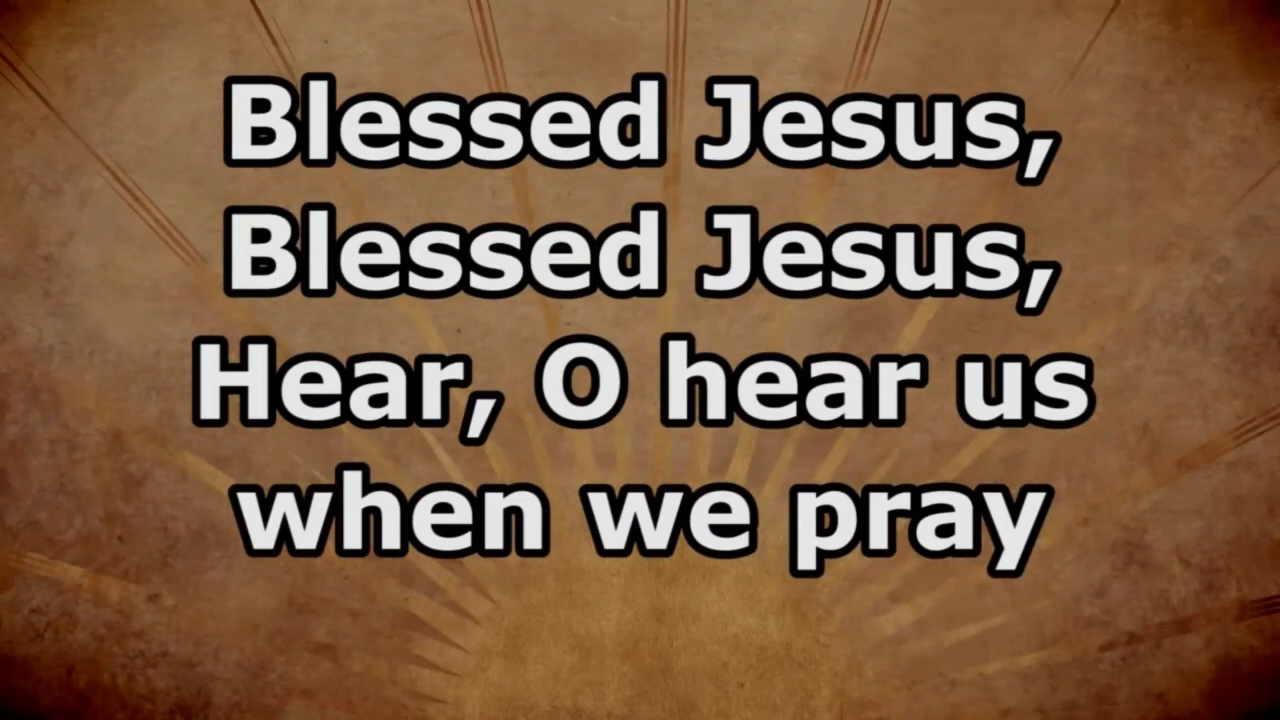 Blessed Jesus,
Blessed Jesus,
Hear, O hear us
when we pray